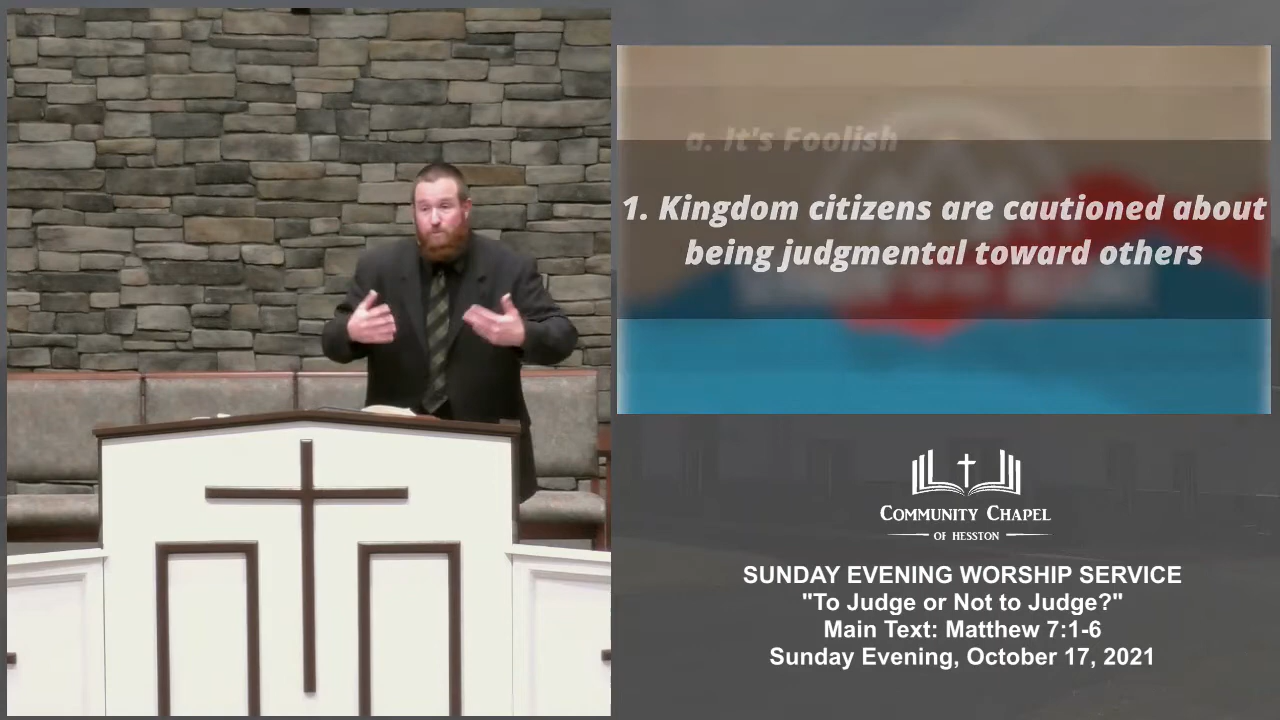 a. It's Foolish
1. Kingdom citizens are cautioned about
being judgmental toward others
COMMUNITY CHAPEL
OF HESSTON
SUNDAY EVENING WORSHIP SERVICE
"To Judge or Not to Judge?"
Main Text: Matthew 7:1-6
Sunday Evening, October 17, 2021